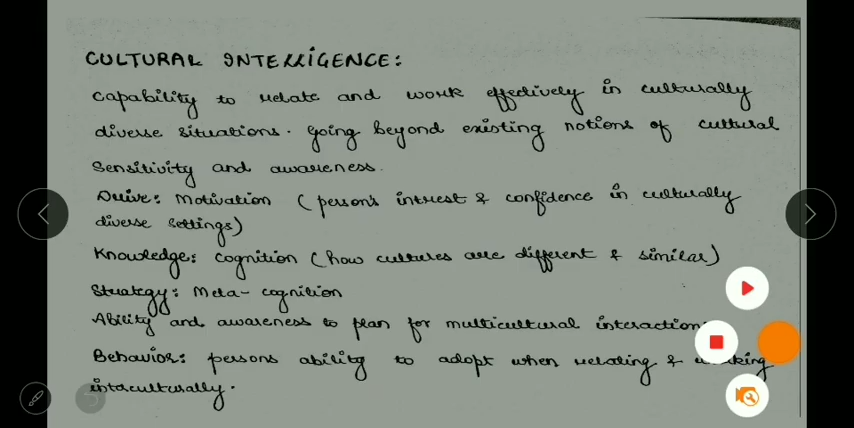 CULTURAL INTELLIGENCE:
Capability to relate and work effectively in culturally
diverse situations. Going beyond existing notions of cultural
Sensitivity and awareness.
Drive: Motivation (person's intrest & confidence in culturally
diverse settings)
Knowledge: Cognition (how cultures are different & similar)
Strategy: Meta-cognition
Ability and awareness to plan for multicultural interaction
Behavior: persons ability to adopt when relating &
interculturally.